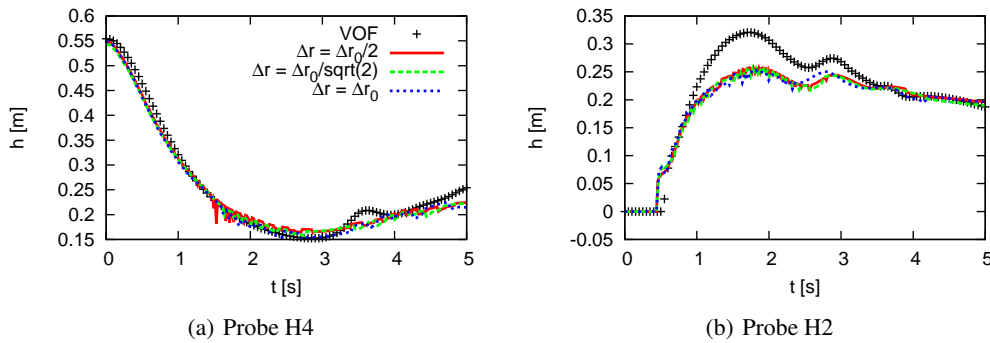 h [m]
0.6
0.55
0.5
0.45
0.4
0.35
0.3
0.25
0.2
0.15
0 1 2 3 4 5
t [s]
VOF
Δr = Δr₀/2
Δr = Δr₀/sqrt(2)
Δr = Δr₀
(a) Probe H4
h [m]
0.35
0.3
0.25
0.2
0.15
0.1
0.05
0
-0.05
0 1 2 3 4 5
t [s]
(b) Probe H2